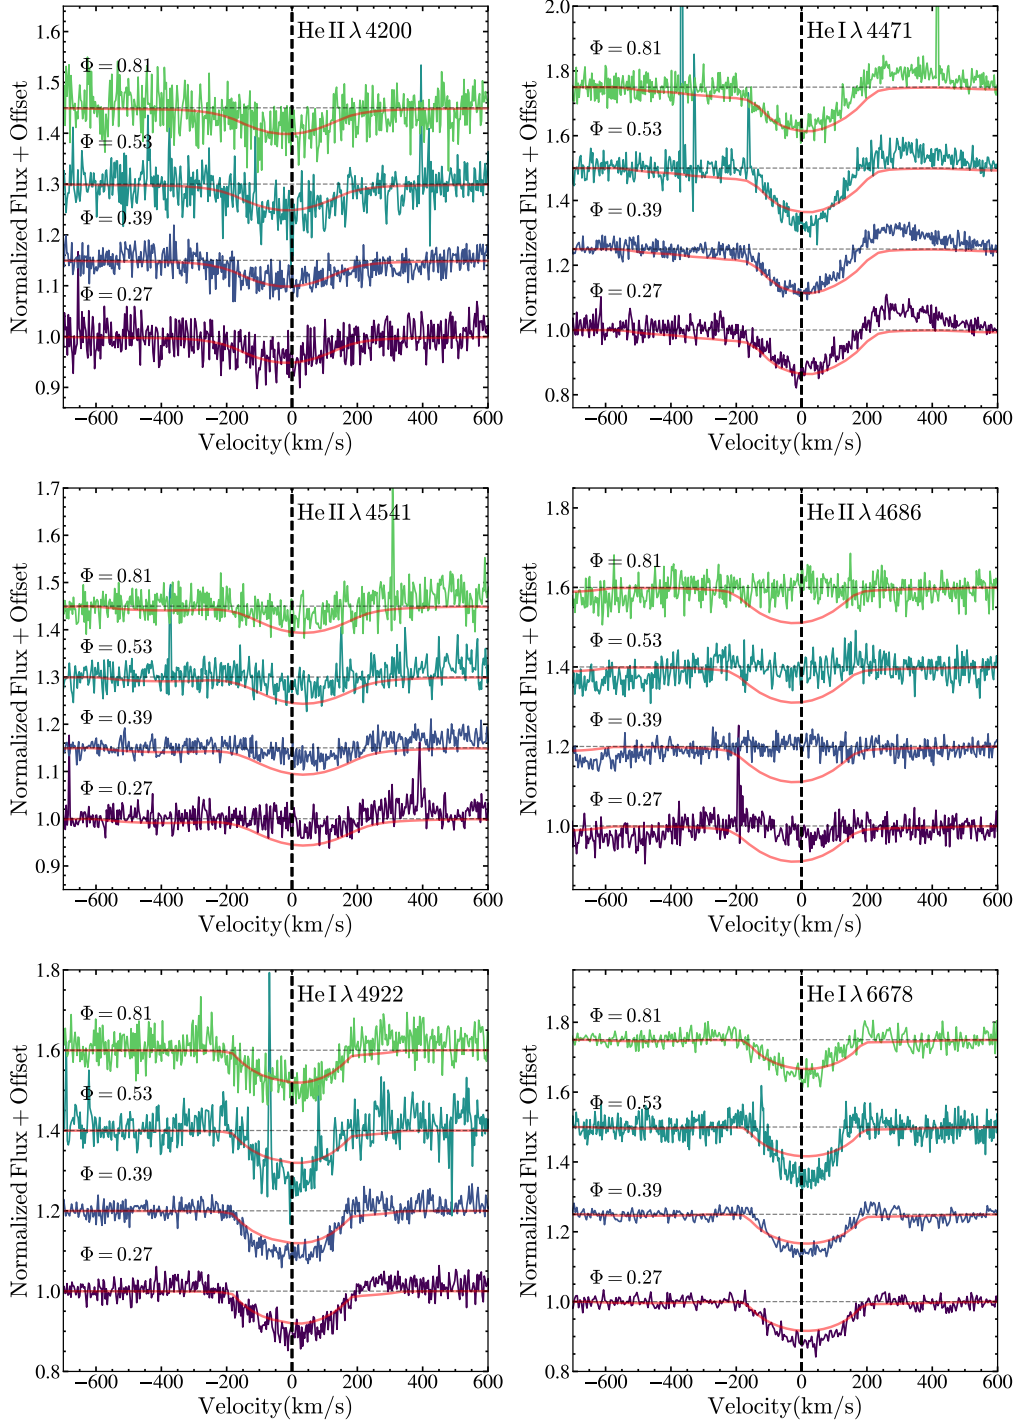 He II λ 4200
Φ = 0.81
Φ = 0.53
Φ = 0.39
Φ = 0.27
1.6
1.5
1.4
1.3
1.2
1.1
1.0
0.9
−600 −400 −200 0 200 400 600
Velocity(km/s)
Normalized Flux + Offset
He I λ 4471
Φ = 0.81
Φ = 0.53
Φ = 0.39
Φ = 0.27
2.0
1.8
1.6
1.4
1.2
1.0
0.8
−600 −400 −200 0 200 400 600
Velocity(km/s)
Normalized Flux + Offset
He II λ 4541
Φ = 0.81
Φ = 0.53
Φ = 0.39
Φ = 0.27
1.7
1.6
1.5
1.4
1.3
1.2
1.1
1.0
0.9
−600 −400 −200 0 200 400 600
Velocity(km/s)
Normalized Flux + Offset
He II λ 4686
Φ = 0.81
Φ = 0.53
Φ = 0.39
Φ = 0.27
1.8
1.6
1.4
1.2
1.0
−600 −400 −200 0 200 400 600
Velocity(km/s)
Normalized Flux + Offset
He I λ 4922
Φ = 0.81
Φ = 0.53
Φ = 0.39
Φ = 0.27
1.8
1.6
1.4
1.2
1.0
0.8
−600 −400 −200 0 200 400 600
Velocity(km/s)
Normalized Flux + Offset
He I λ 6678
Φ = 0.81
Φ = 0.53
Φ = 0.39
Φ = 0.27
1.8
1.6
1.4
1.2
1.0
0.8
−600 −400 −200 0 200 400 600
Velocity(km/s)
Normalized Flux + Offset